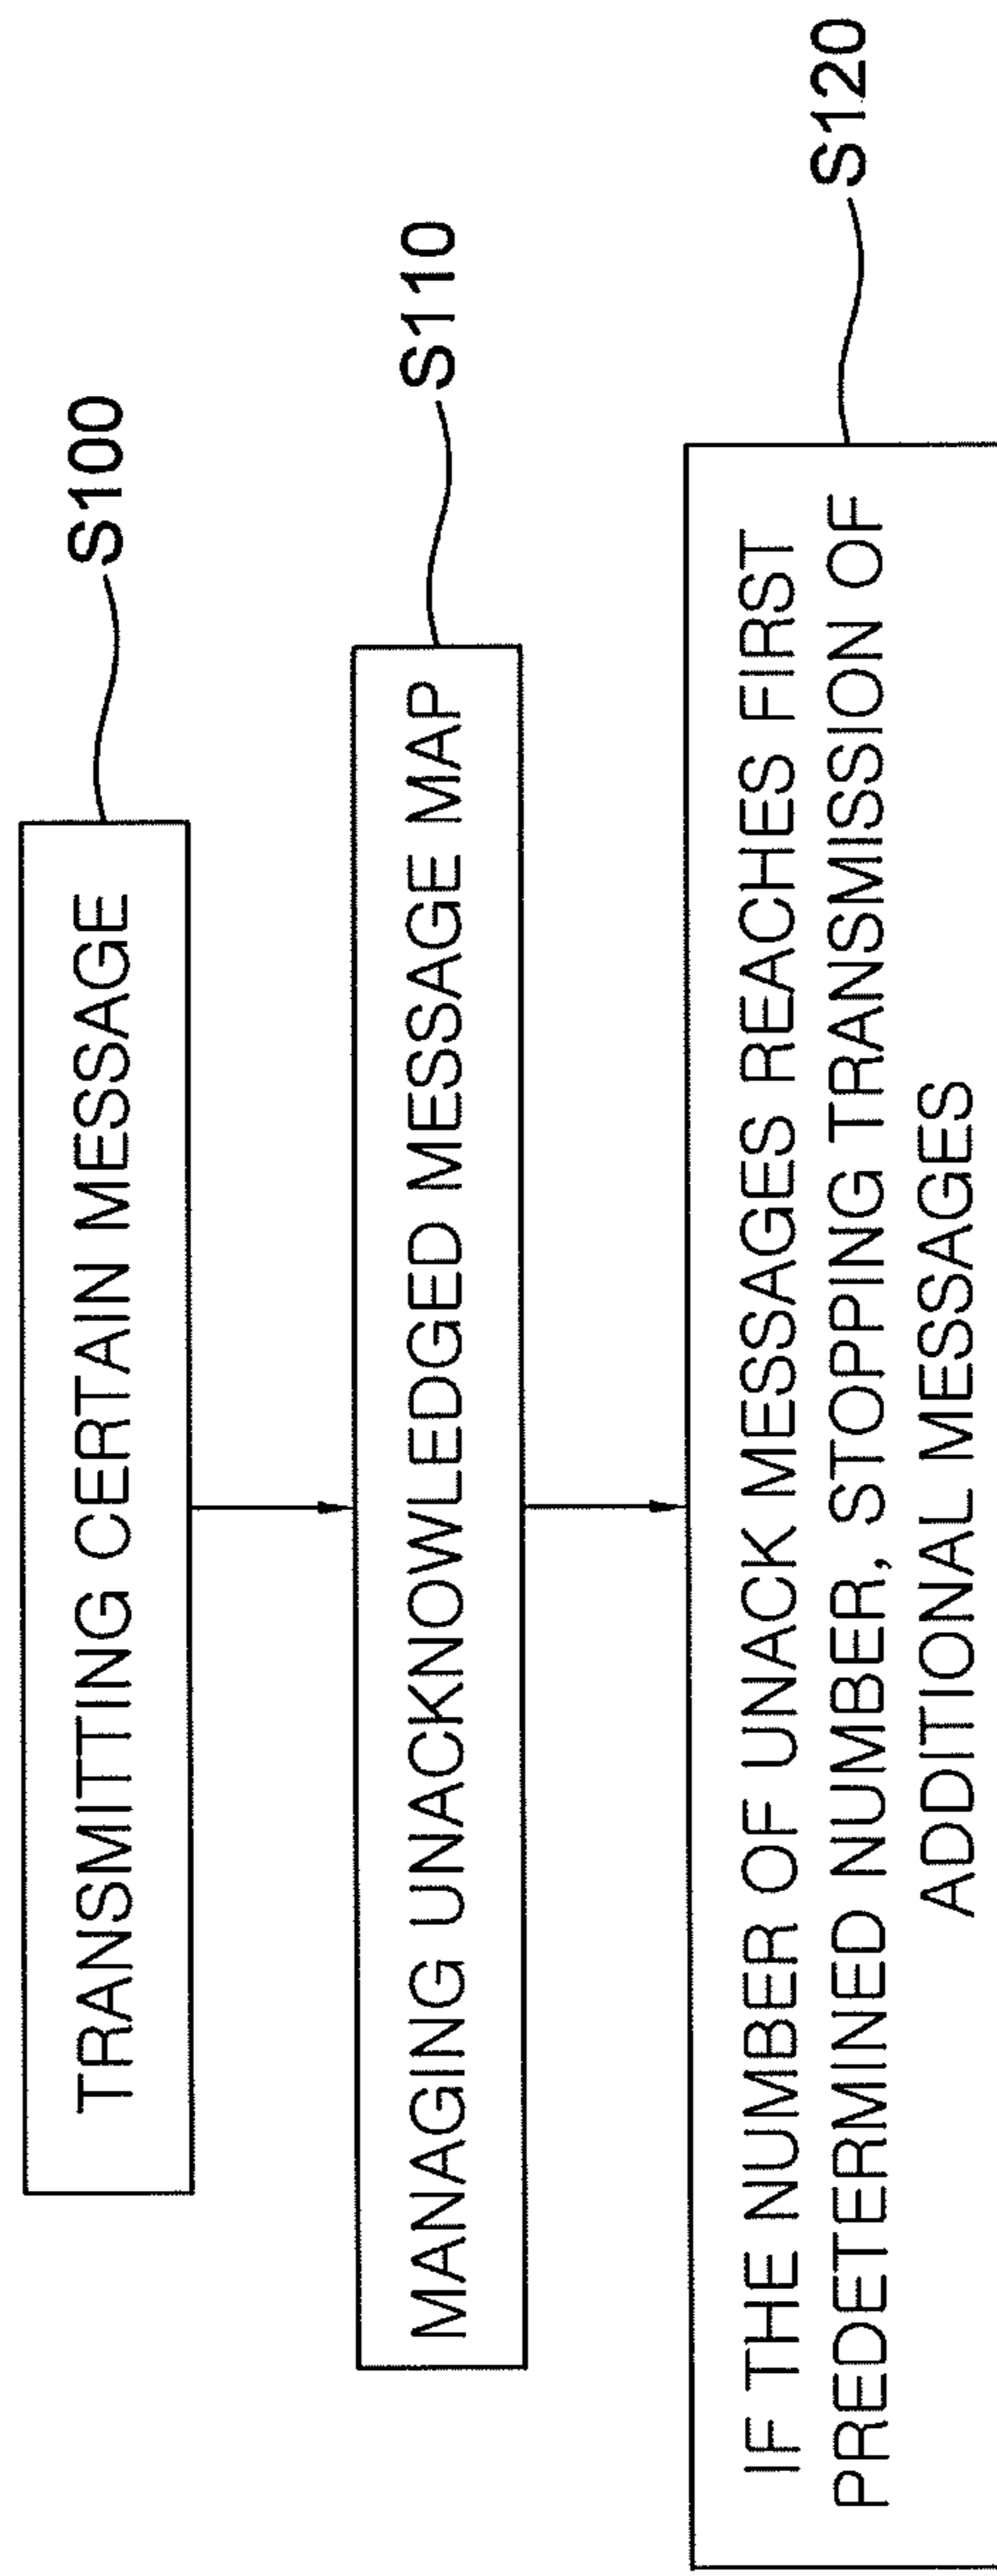 TRANSMITTING CERTAIN MESSAGE
S100
MANAGING UNACKNOWLEDGED MESSAGE MAP
S110
IF THE NUMBER OF UNACK MESSAGES REACHES FIRST
PREDETERMINED NUMBER, STOPPING TRANSMISSION OF
ADDITIONAL MESSAGES
S120